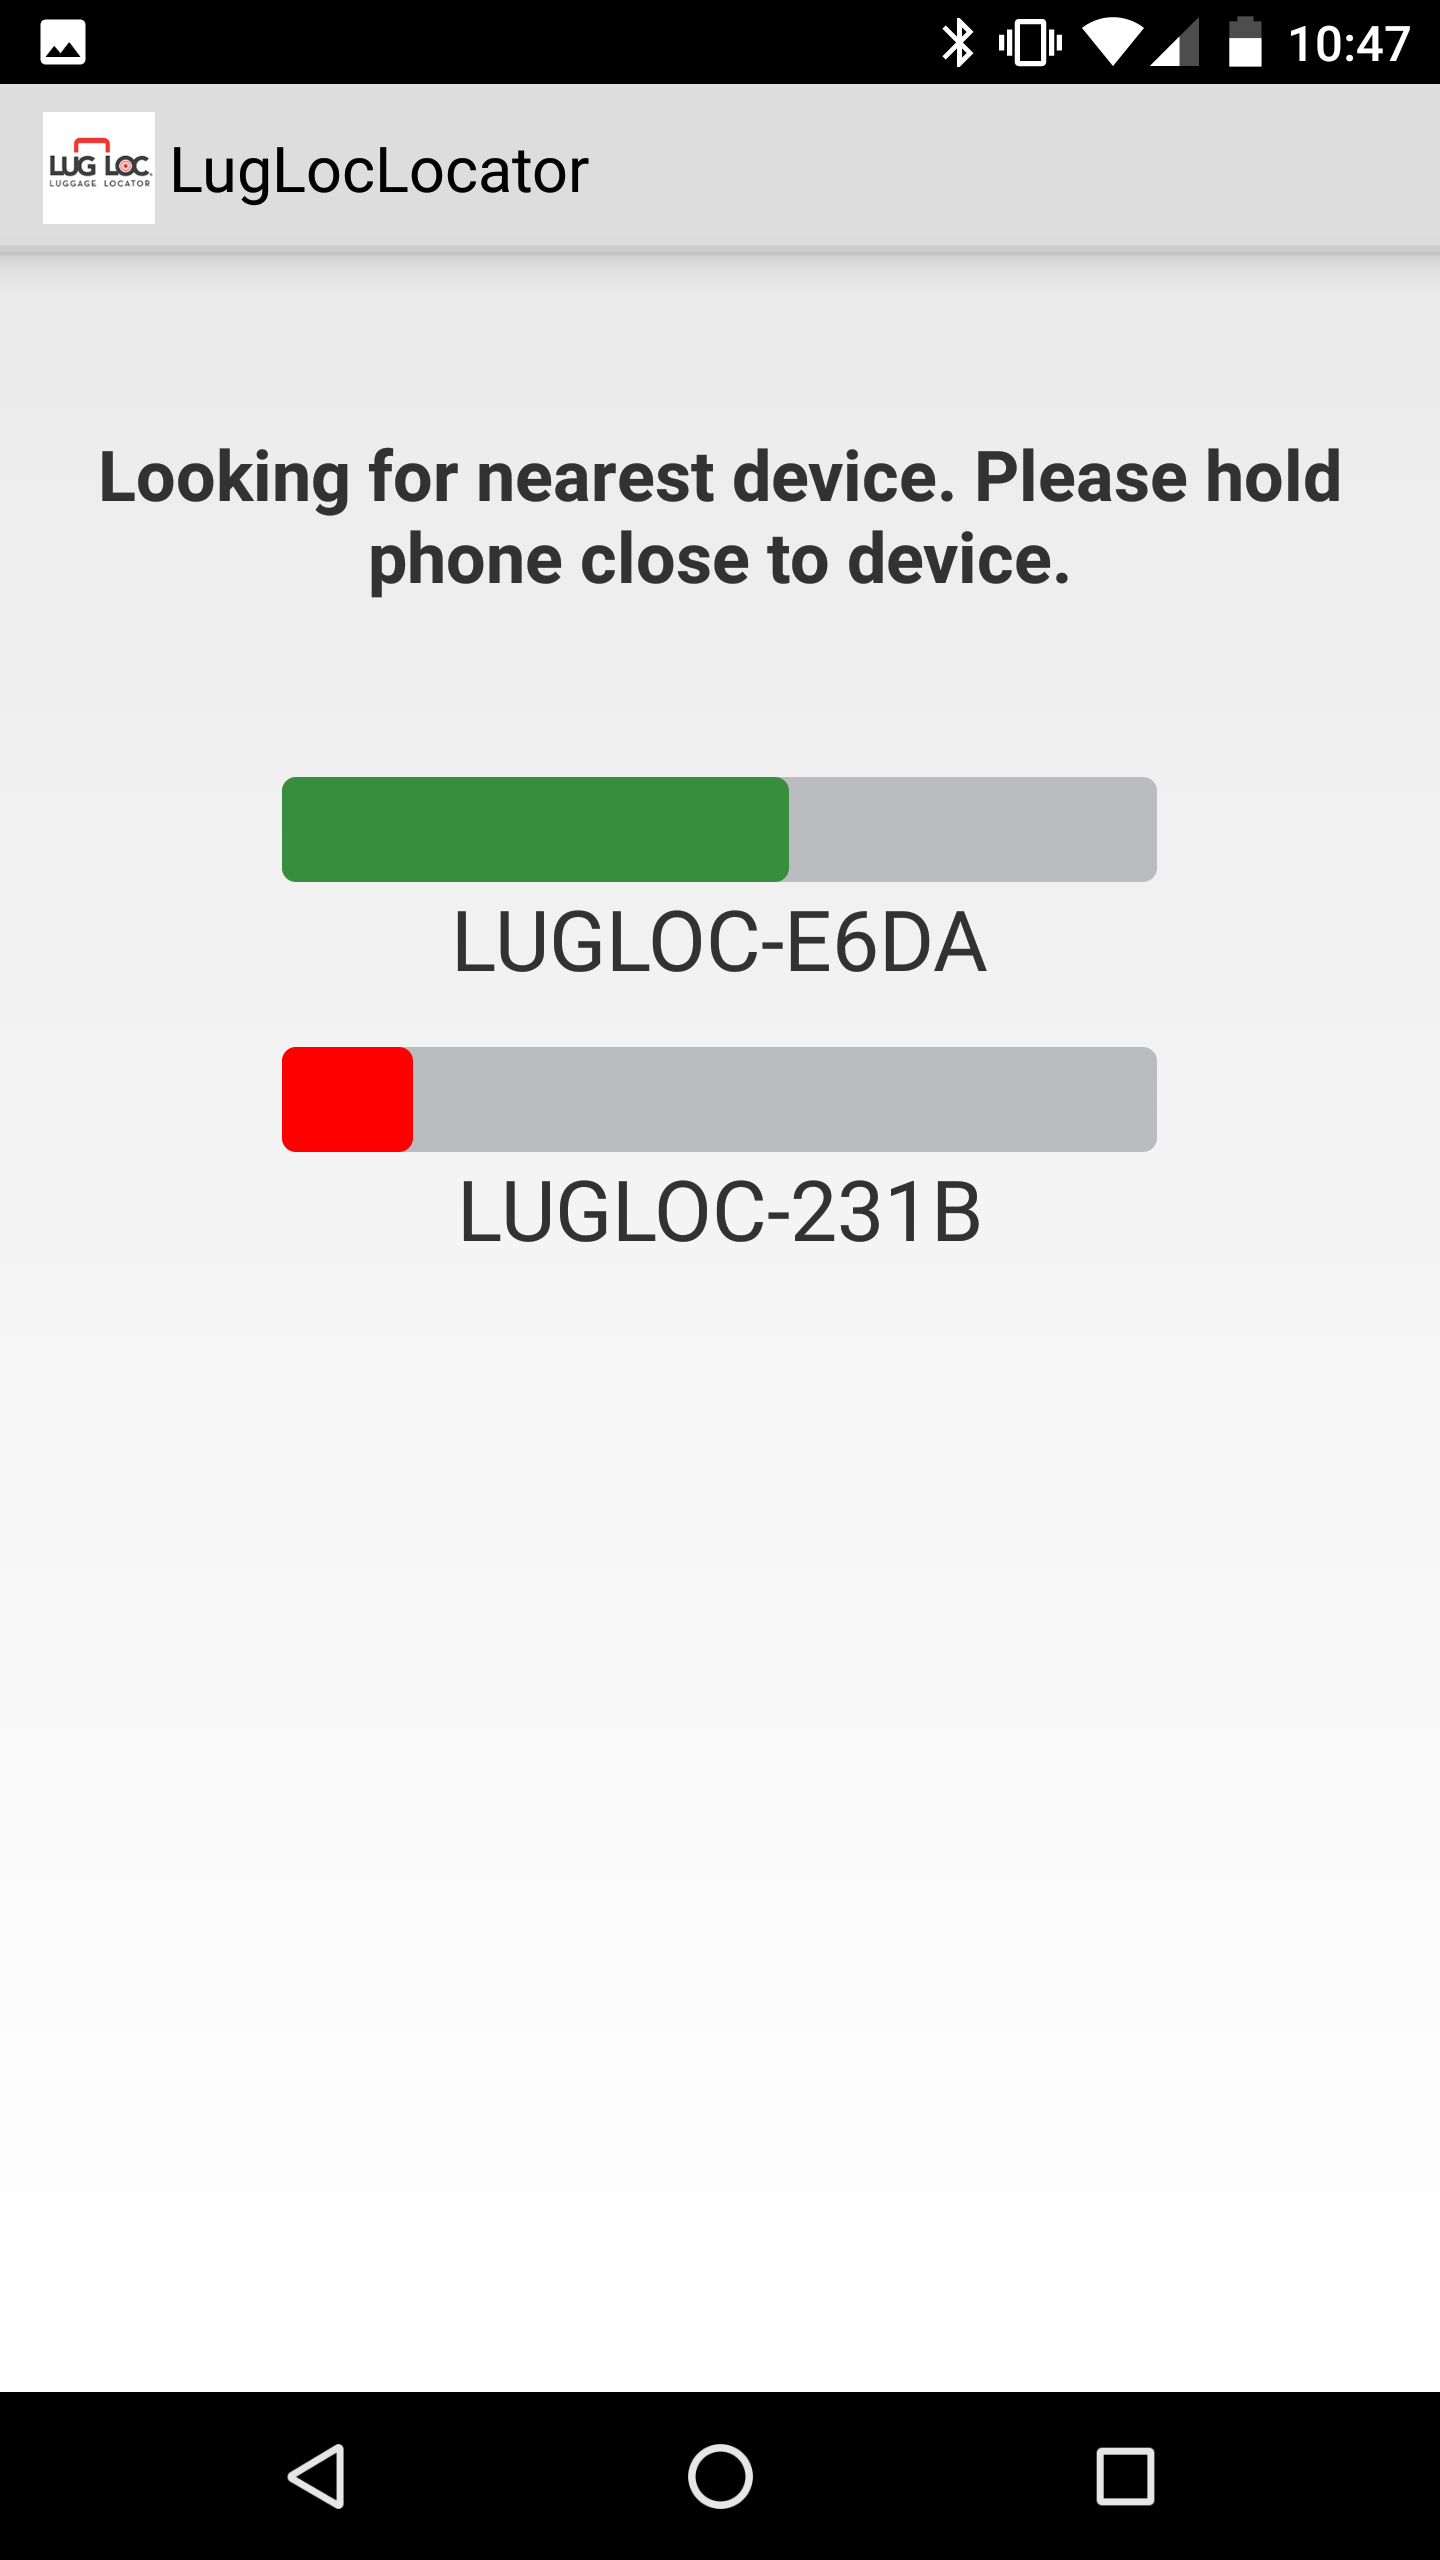 10:47
LUG LOC
LUGGAGE LOCATOR
LugLocLocator
Looking for nearest device. Please hold
phone close to device.
LUGLOC-E6DA
LUGLOC-231B